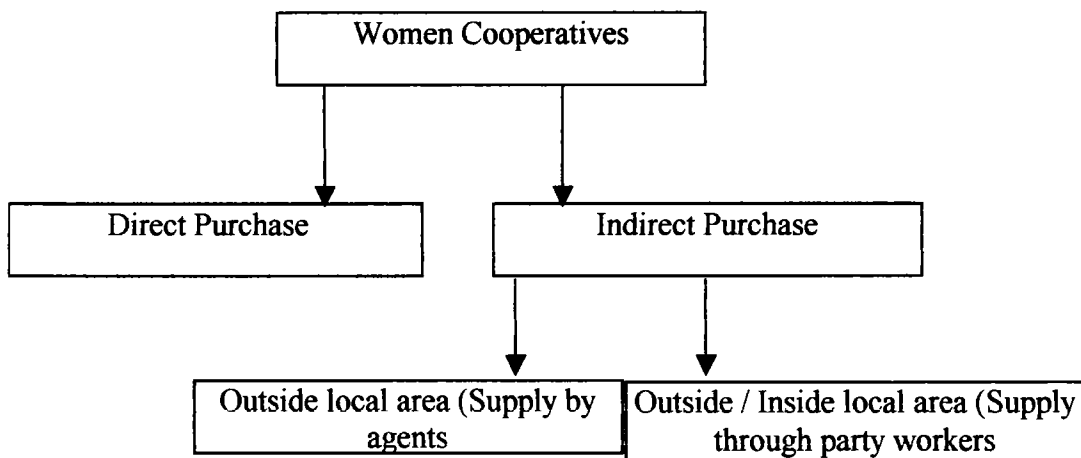 Women Cooperatives
Direct Purchase
Indirect Purchase
Outside local area (Supply by
agents
Outside / Inside local area (Supply
through party workers